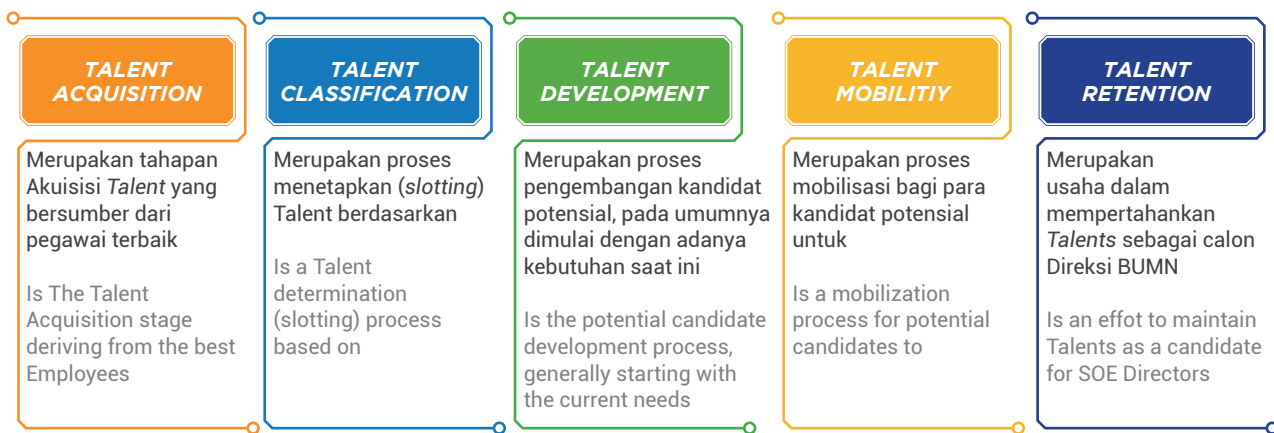 TALENT
ACQUISITION
Merupakan tahapan
Akuisisi Talent yang
bersumber dari
pegawai terbaik
Is The Talent
Acquisition stage
deriving from the best
Employees
TALENT
CLASSIFICATION
Merupakan proses
menetapkan (slotting)
Talent berdasarkan
Is a Talent
determination
(slotting) process
based on
TALENT
DEVELOPMENT
Merupakan proses
pengembangan kandidat
potensial, pada umumnya
dimulai dengan adanya
kebutuhan saat ini
Is the potential candidate
development process,
generally starting with
the current needs
TALENT
MOBILITIY
Merupakan proses
mobilisasi bagi para
kandidat potensial
untuk
Is a mobilization
process for potential
candidates to
TALENT
RETENTION
Merupakan
usaha dalam
mempertahankan
Talents sebagai calon
Direksi BUMN
Is an effot to maintain
Talents as a candidate
for SOE Directors